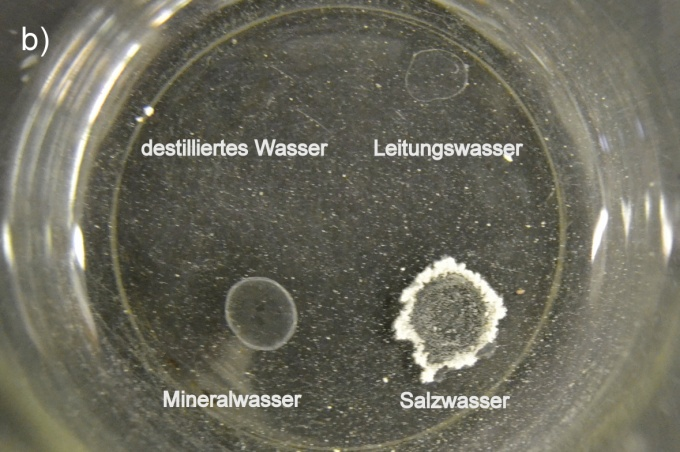 b)
destilliertes Wasser
Leitungswasser
Mineralwasser
Salzwasser